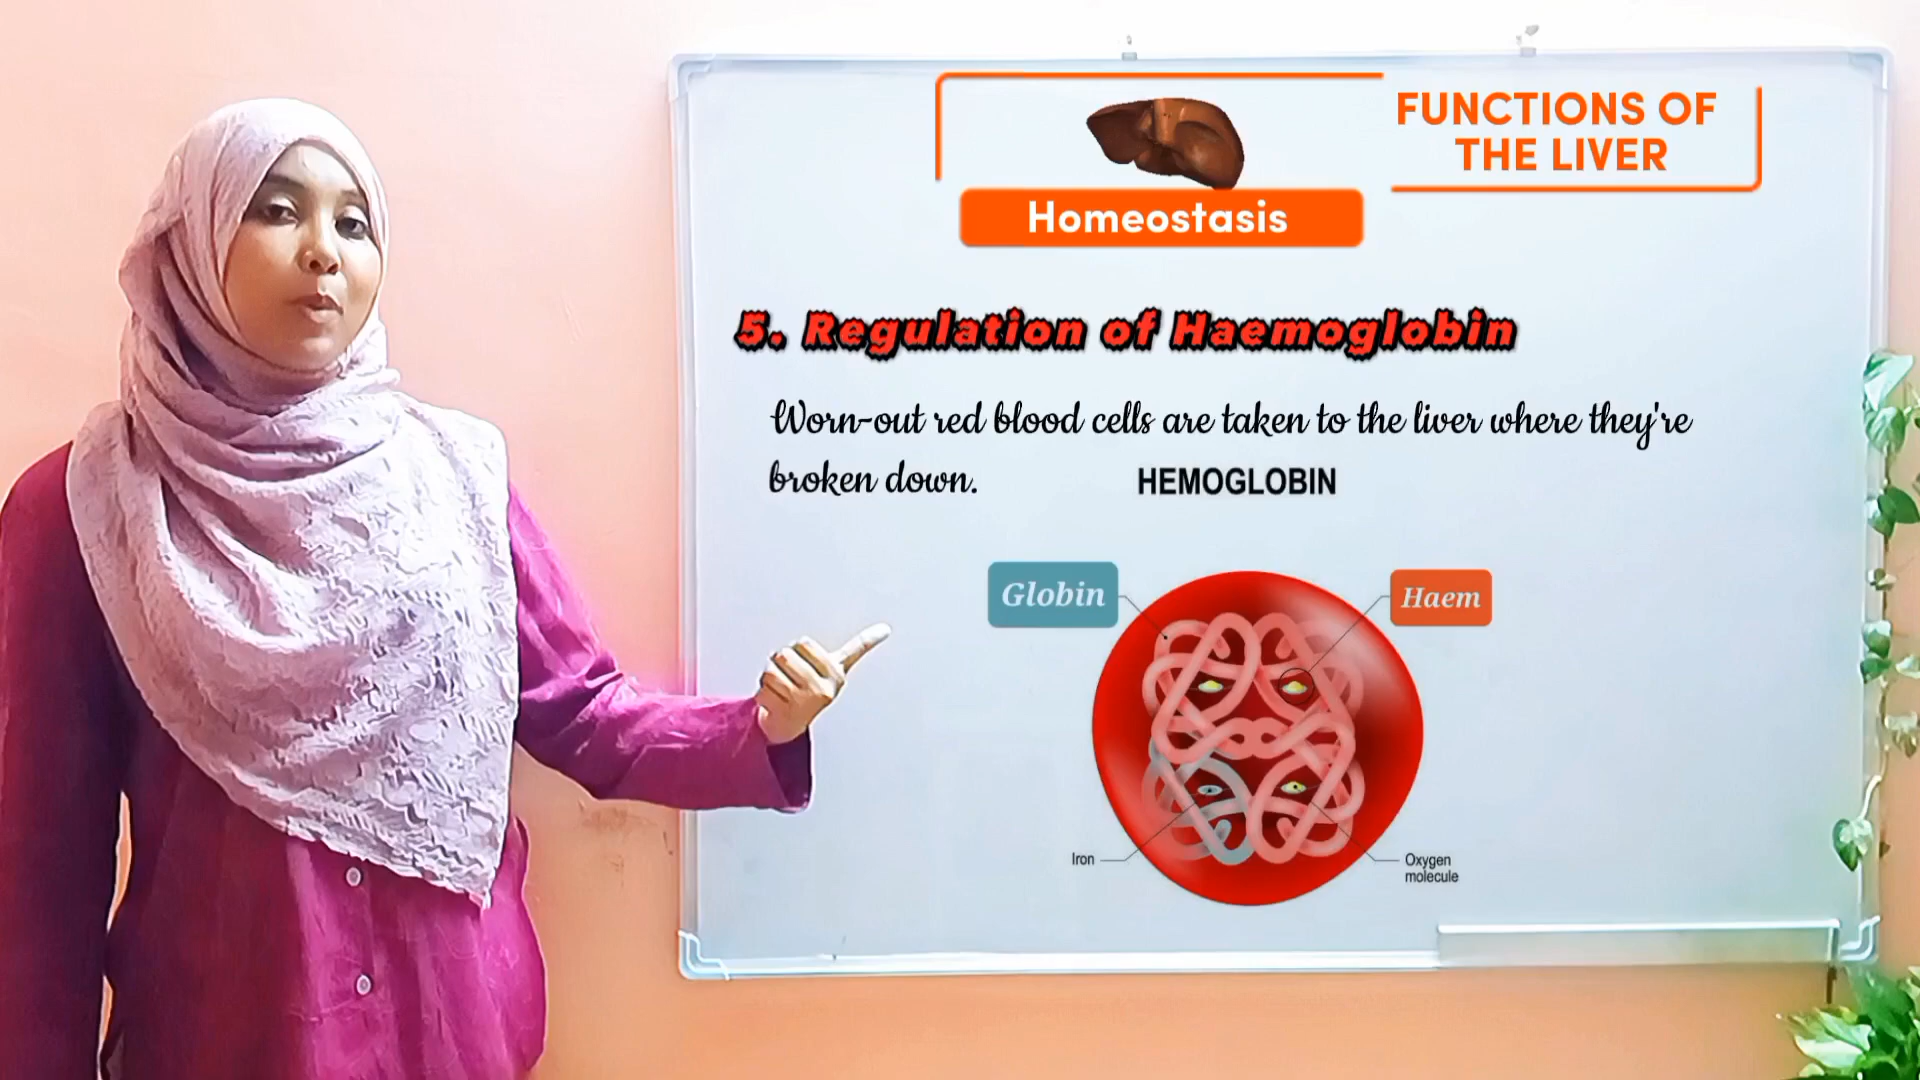 FUNCTIONS OF
THE LIVER
Homeostasis
5. Regulation of Haemoglobin
Worn-out red blood cells are taken to the liver where they're
broken down.
HEMOGLOBIN
Globin
Haem
Iron
Oxygen
molecule